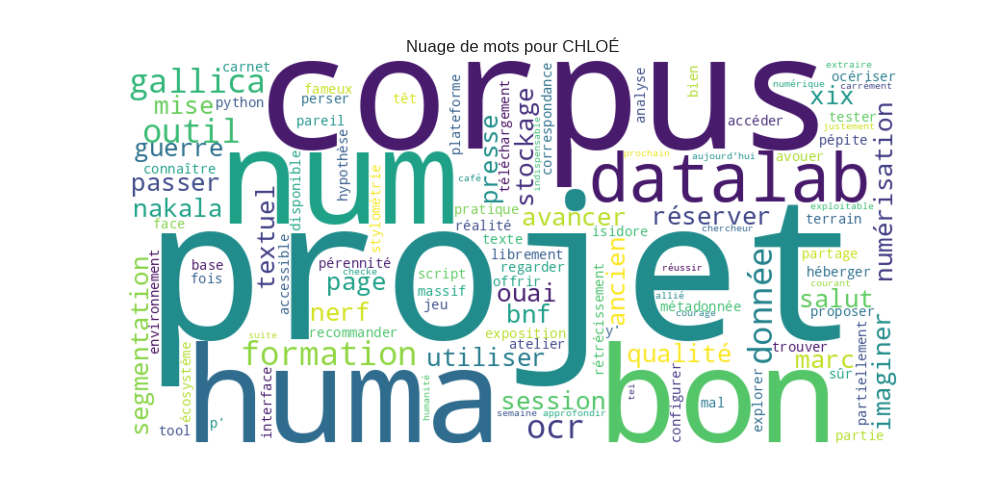 Nuage de mots pour CHLOÉ
corpus
projet
num
huma
bon
datalab
gallica
carnet
mise
python
outil
guerre
connaître
passer
nakala
face
fameux
perser
pareil
têt
hypothèse
disponible
textuel
accessible
stylométrie
plateforme
café
presse
téléchargement
stockage
indispensable
correspondance
analyse
bien
accéder
prochain
aujourd'hui
avouer
numérique
extraire
carrément
océriser
xix
tester
justement
pépite
numérisation
exploitable
terrain
réserver
chercheur
isidore
avancer
pratique
réalité
texte
librement
regarder
offrir
ouai
bnf
exposition
atelier
rétrécissement
ancien
y'
réussir
allié
métadonnée
courage
donnée
partage
héberger
courant
salut
proposer
trouver
marc
sûr
imaginer
partiellement
explorer
qualité
configurer
mal
tei
partie
session
semaine
approfondir
ocr
utiliser
humanité
recommander
nerf
page
pérennité
checke
script
massif
jeu
base
fois
environnement
segmentation
écosystème
suite
formation
interface
tool
p'